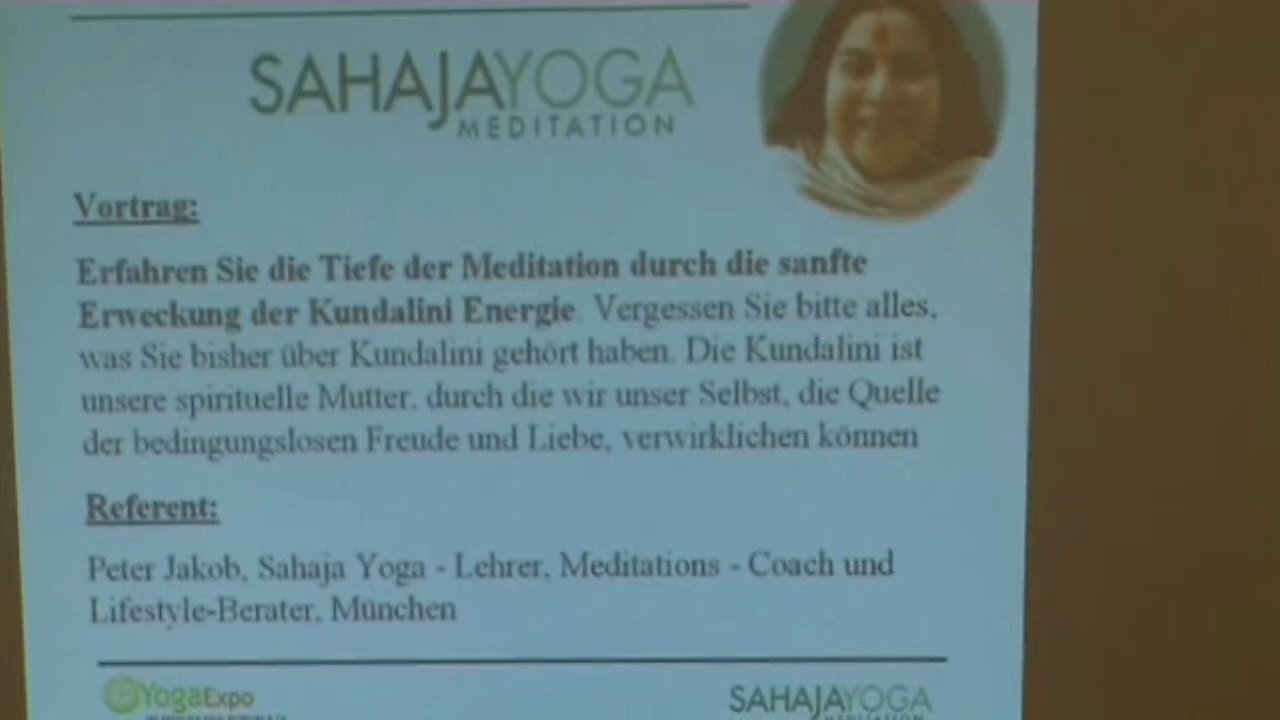 SAHAJAYOGA
MEDITATION
Vortrag:
Erfahren Sie die Tiefe der Meditation durch die sanfte
Erweckung der Kundalini Energie. Vergessen Sie bitte alles,
was Sie bisher über Kundalini gehört haben. Die Kundalini ist
unsere spirituelle Mutter, durch die wir unser Selbst, die Quelle
der bedingungslosen Freude und Liebe, verwirklichen können
Referent:
Peter Jakob, Sahaja Yoga - Lehrer, Meditations - Coach und
Lifestyle-Berater, München
YogaExpo
SAHAJAYOGA
MEDITATION